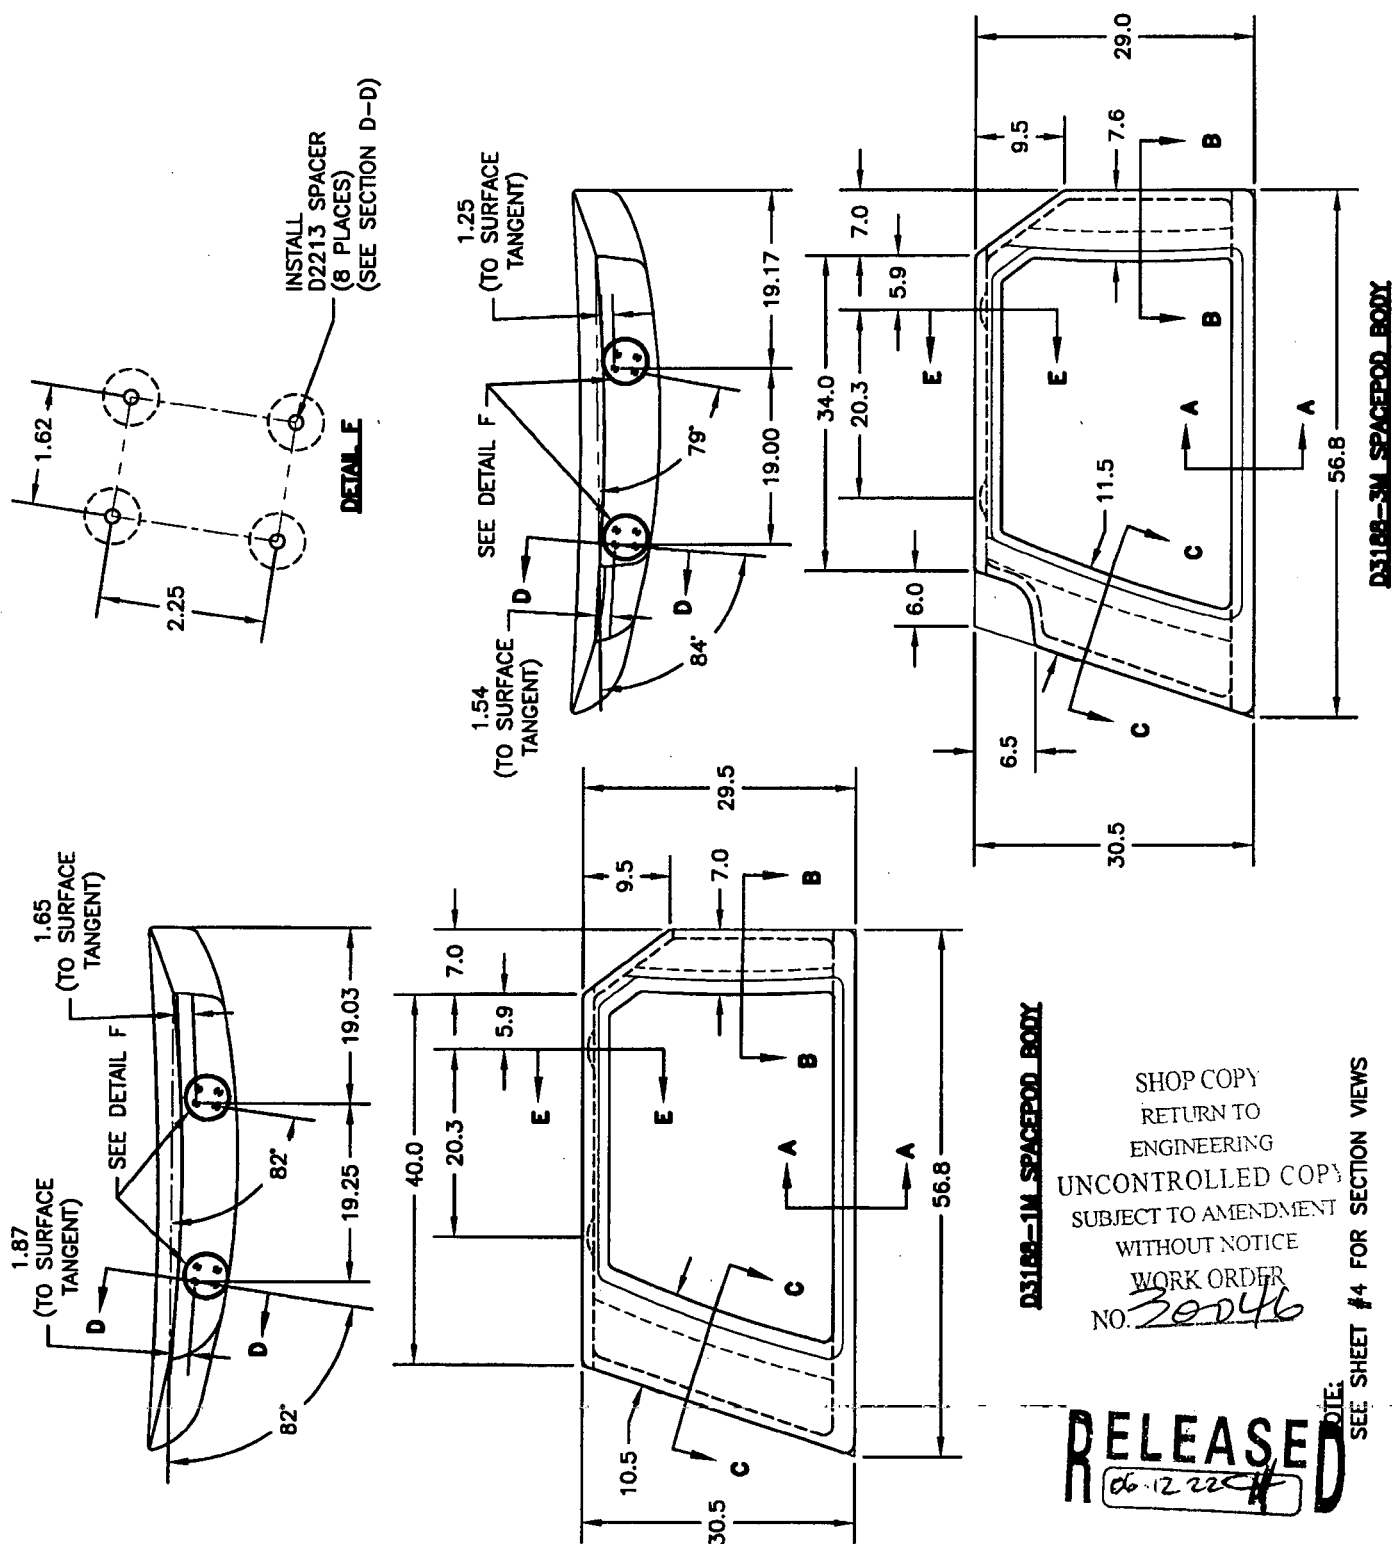 1.62
2.25
INSTALL
D2213 SPACER
(8 PLACES)
(SEE SECTION D-D)
DETAIL F
1.87
(TO SURFACE
TANGENT)
1.65
(TO SURFACE
TANGENT)
SEE DETAIL F
D
D
82°
82°
19.25
19.03
1.54
(TO SURFACE
TANGENT)
1.25
(TO SURFACE
TANGENT)
SEE DETAIL F
D
D
84°
79°
19.00
19.17
40.0
20.3
5.9
7.0
E
E
9.5
7.0
29.5
B
B
A
A
C
C
10.5
30.5
56.8
D3188-1M SPACEPOD BODY
34.0
20.3
5.9
7.0
6.0
6.5
E
E
9.5
7.6
29.0
B
B
A
A
11.5
C
C
30.5
56.8
D3188-3M SPACEPOD BODY
SHOP COPY
RETURN TO
ENGINEERING
UNCONTROLLED COPY
SUBJECT TO AMENDMENT
WITHOUT NOTICE
WORK ORDER
NO.
RELEASED
06.12.22
NOTE:
SEE SHEET #4 FOR SECTION VIEWS